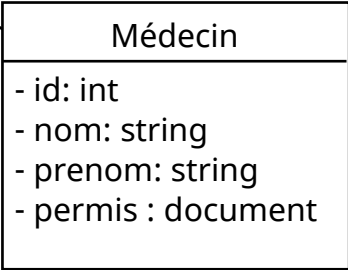 Médecin
- id: int
- nom: string
- prenom: string
- permis : document